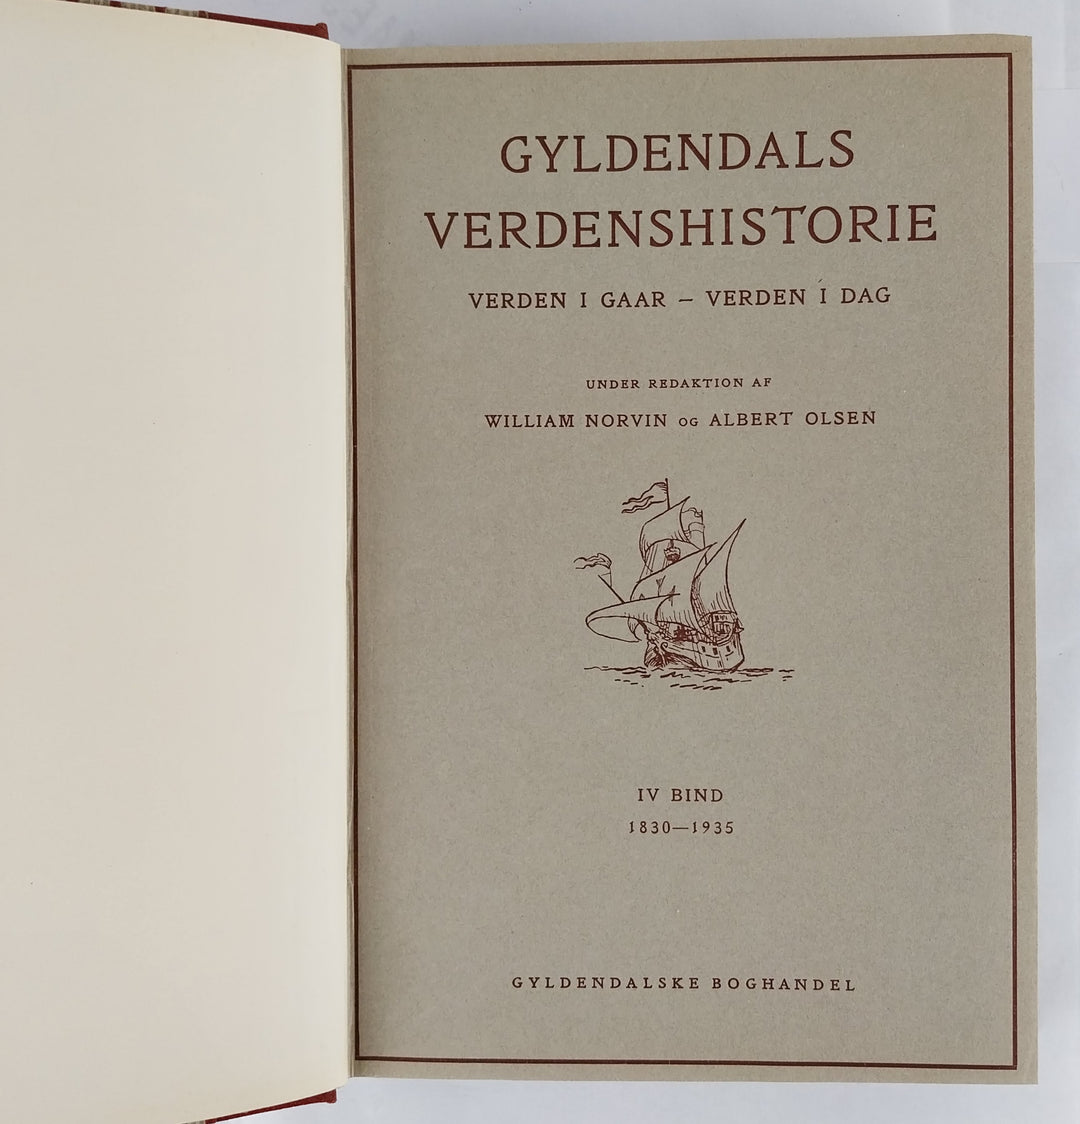 GYLDENDALS
VERDENSHISTORIE
VERDEN I GAAR – VERDEN I DAG
UNDER REDAKTION AF
WILLIAM NORVIN OG ALBERT OLSEN
IV BIND
1830—1935
GYLDENDALSKE BOGHANDEL